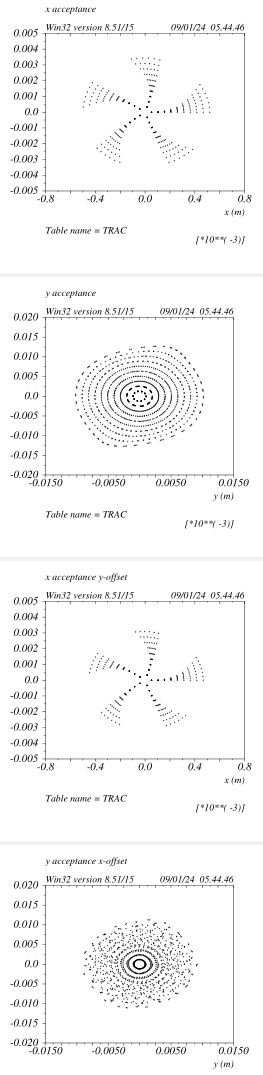 x acceptance
Win32 version 8.51/15 09/01/24 05.44.46
0.005
0.004
0.003
0.002
0.001
0.0
-0.001
-0.002
-0.003
-0.004
-0.005
-0.8 -0.4 0.0 0.4 0.8
x (m)
Table name = TRAC
[*10**( -3)]
y acceptance
Win32 version 8.51/15 09/01/24 05.44.46
0.020
0.015
0.010
0.005
0.0
-0.005
-0.010
-0.015
-0.020
-0.0150 -0.0050 0.0050 0.0150
y (m)
Table name = TRAC
[*10**( -3)]
x acceptance y-offset
Win32 version 8.51/15 09/01/24 05.44.46
0.005
0.004
0.003
0.002
0.001
0.0
-0.001
-0.002
-0.003
-0.004
-0.005
-0.8 -0.4 0.0 0.4 0.8
x (m)
Table name = TRAC
[*10**( -3)]
y acceptance x-offset
Win32 version 8.51/15 09/01/24 05.44.46
0.020
0.015
0.010
0.005
0.0
-0.005
-0.010
-0.015
-0.020
-0.0150 -0.0050 0.0050 0.0150
y (m)